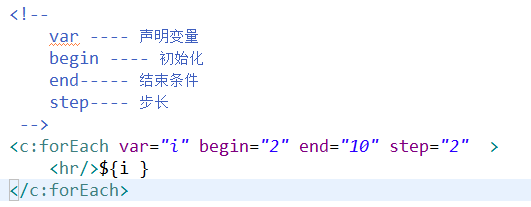 <!--
var ---- 声明变量
begin ---- 初始化
end----- 结束条件
step---- 步长
-->
<c:forEach var="i" begin="2" end="10" step="2"  >
<hr/>${i }
</c:forEach>